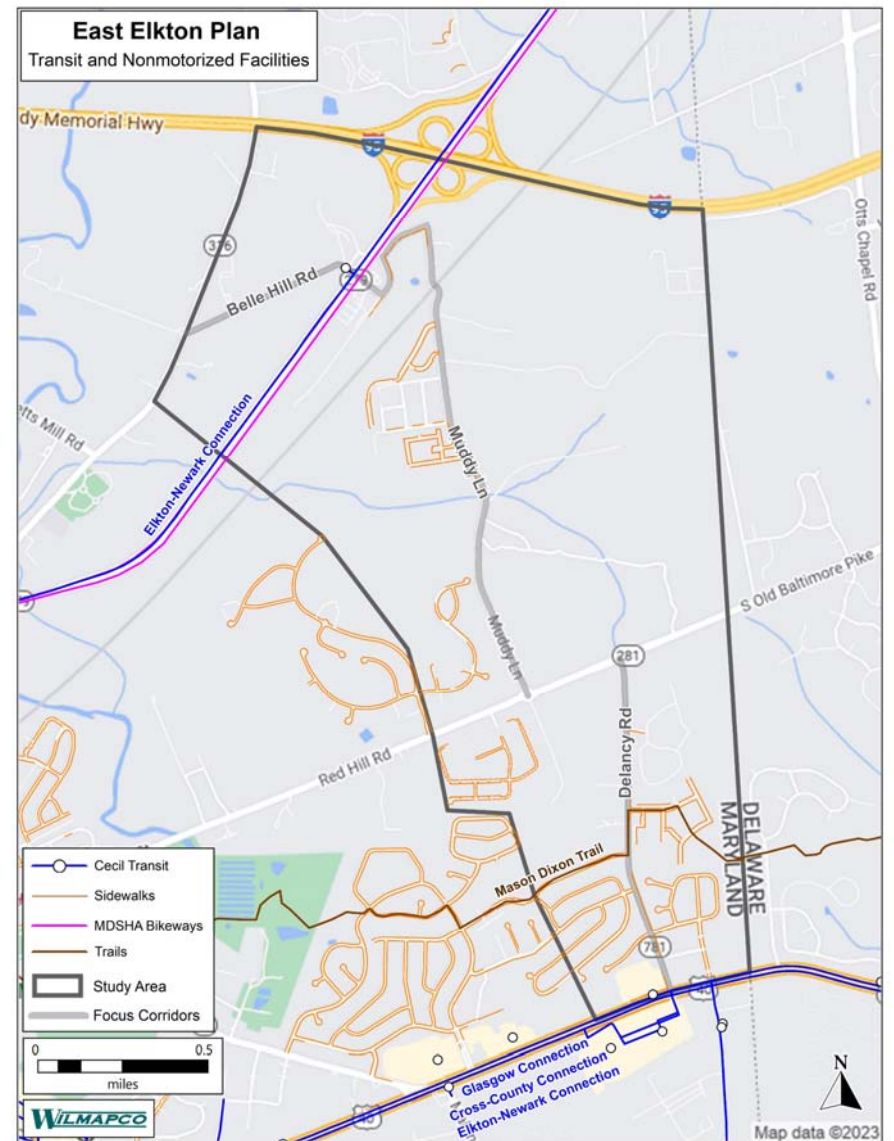 East Elkton Plan
Transit and Nonmotorized Facilities
dy Memorial Hwy
95
95
Otts Chapel Rd
316
Belle Hill Rd
279
etts Mill Rd
Elkton-Newark Connection
Muddy Ln
S Old Baltimore Pike
Muddy Ln
281
Red Hill Rd
Delancy Rd
DELAWARE
MARYLAND
Mason Dixon Trail
781
40
Glasgow Connection
Cross-County Connection
Elkton-Newark Connection
40
Cecil Transit
Sidewalks
MDSHA Bikeways
Trails
Study Area
Focus Corridors
0 0.5
miles
WILMAPCO
N
Map data ©2023